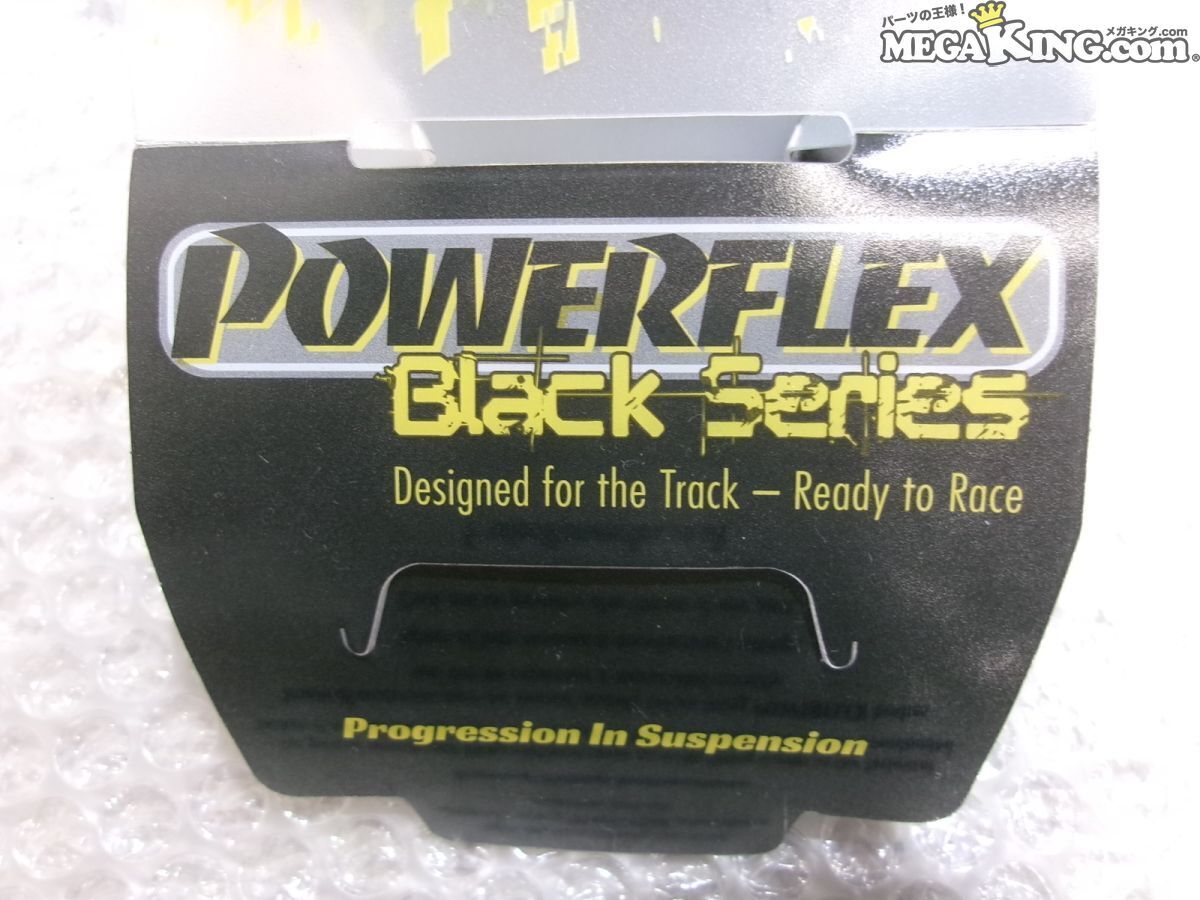 パーツの王様!
メガキング.com
MEGAKING.com®
POWERFLEX
Black Series
Designed for the Track – Ready to Race
Progression In Suspension